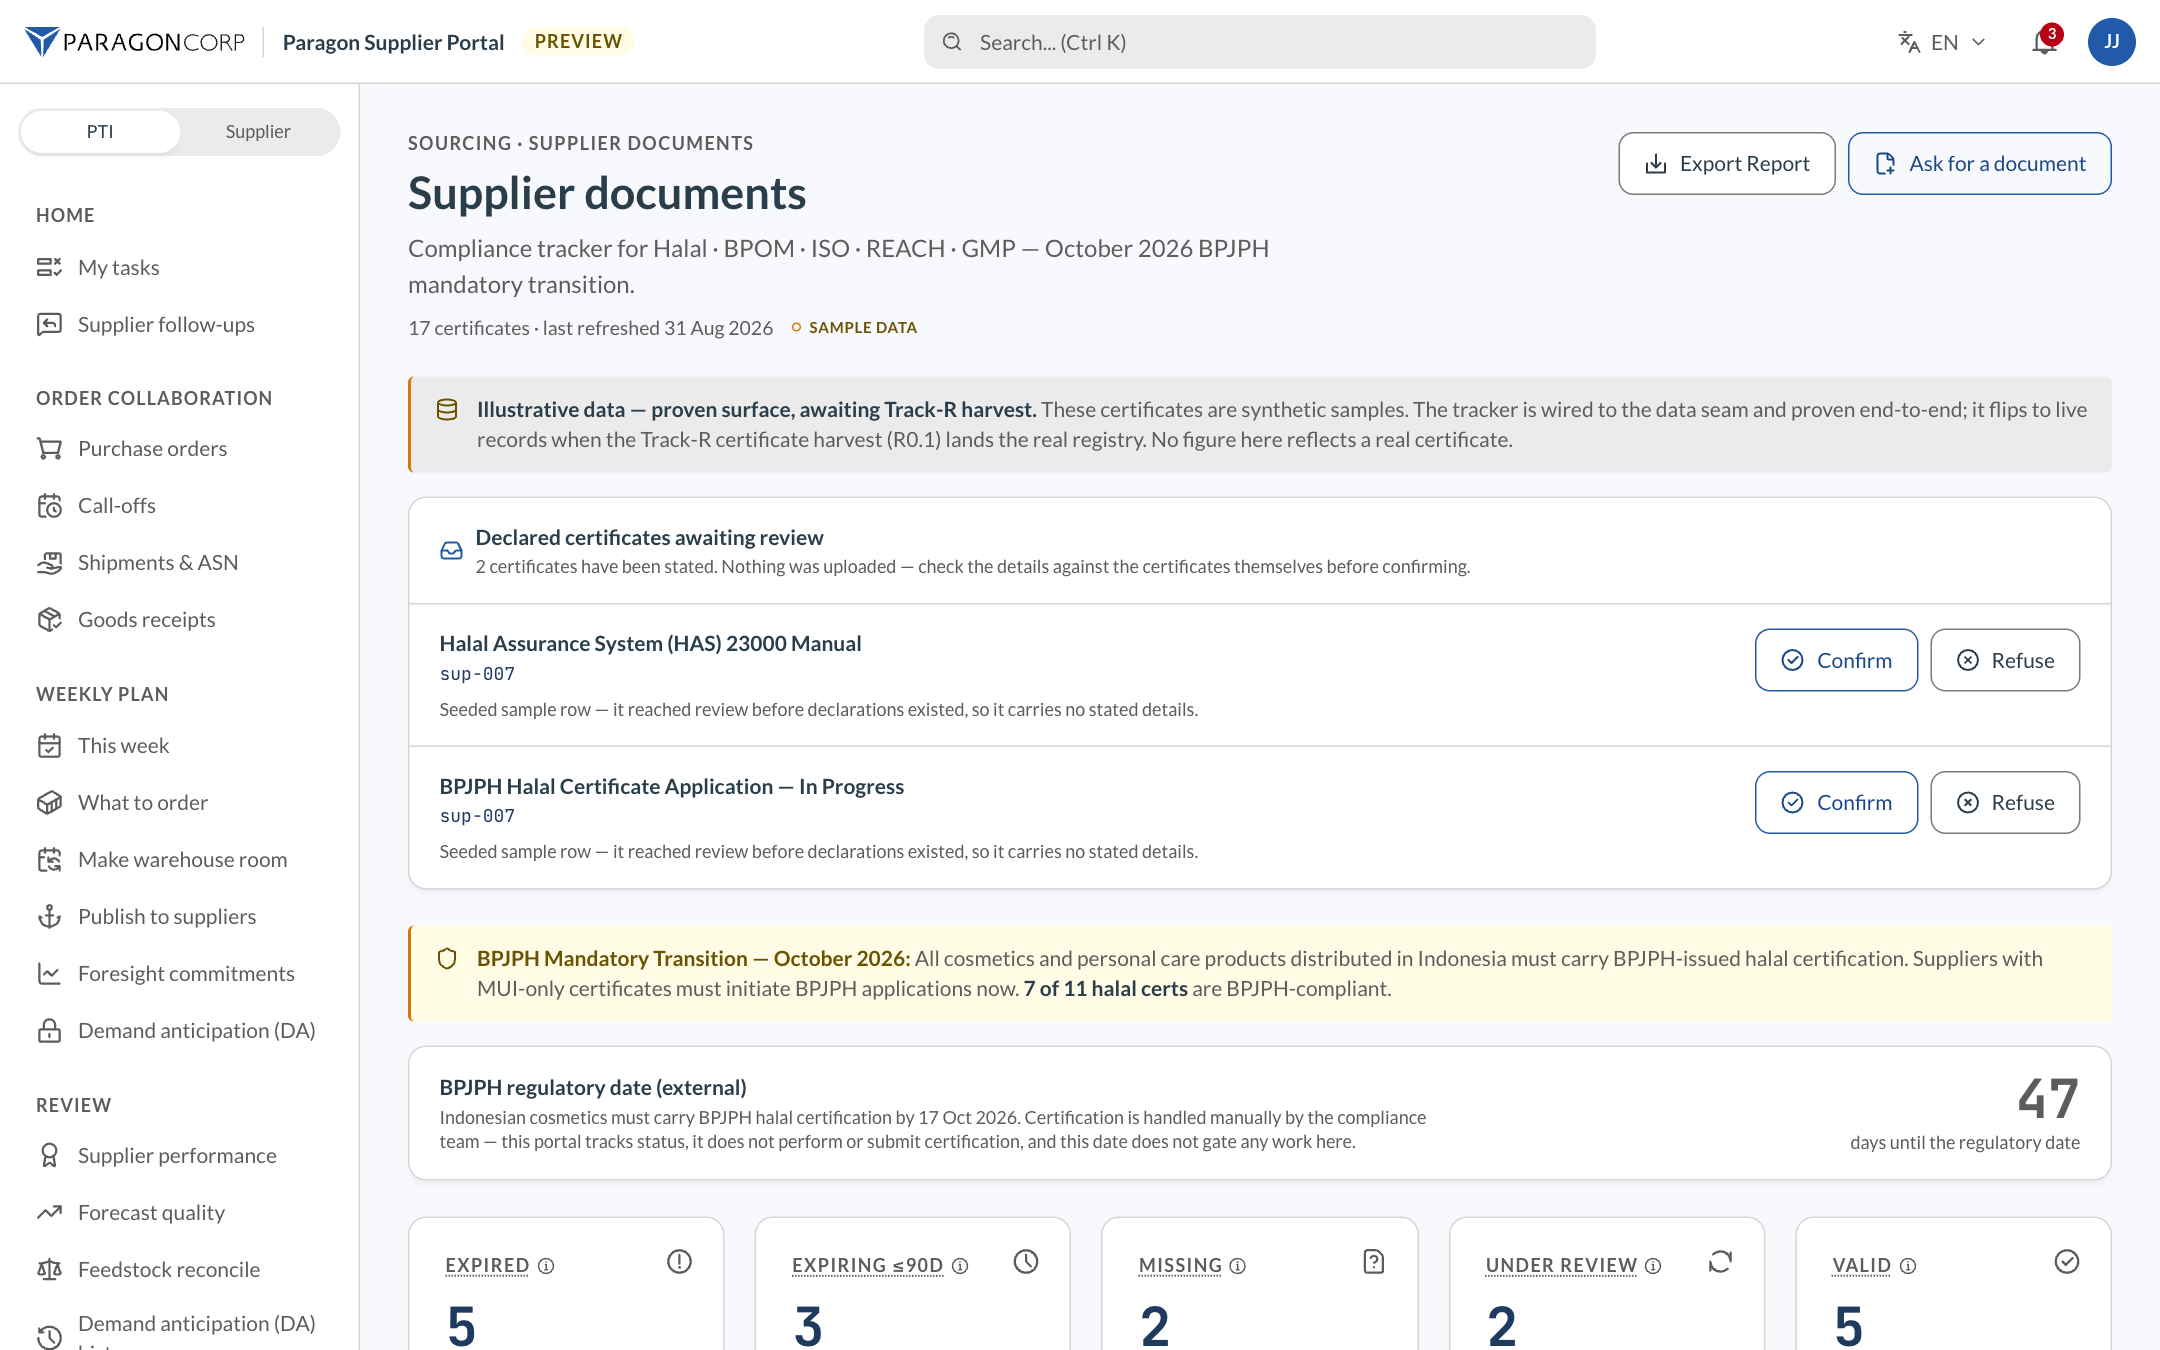 PARAGONCORP
Paragon Supplier Portal
PREVIEW
Search... (Ctrl K)
EN
3
JJ
PTI
Supplier
HOME
My tasks
Supplier follow-ups
ORDER COLLABORATION
Purchase orders
Call-offs
Shipments & ASN
Goods receipts
WEEKLY PLAN
This week
What to order
Make warehouse room
Publish to suppliers
Foresight commitments
Demand anticipation (DA)
REVIEW
Supplier performance
Forecast quality
Feedstock reconcile
Demand anticipation (DA)
SOURCING · SUPPLIER DOCUMENTS
Supplier documents
Compliance tracker for Halal · BPOM · ISO · REACH · GMP — October 2026 BPJPH
mandatory transition.
17 certificates · last refreshed 31 Aug 2026
SAMPLE DATA
Export Report
Ask for a document
Illustrative data — proven surface, awaiting Track-R harvest. These certificates are synthetic samples. The tracker is wired to the data seam and proven end-to-end; it flips to live
records when the Track-R certificate harvest (R0.1) lands the real registry. No figure here reflects a real certificate.
Declared certificates awaiting review
2 certificates have been stated. Nothing was uploaded — check the details against the certificates themselves before confirming.
Halal Assurance System (HAS) 23000 Manual
sup-007
Seeded sample row — it reached review before declarations existed, so it carries no stated details.
Confirm
Refuse
BPJPH Halal Certificate Application — In Progress
sup-007
Seeded sample row — it reached review before declarations existed, so it carries no stated details.
Confirm
Refuse
BPJPH Mandatory Transition — October 2026: All cosmetics and personal care products distributed in Indonesia must carry BPJPH-issued halal certification. Suppliers with
MUI-only certificates must initiate BPJPH applications now. 7 of 11 halal certs are BPJPH-compliant.
BPJPH regulatory date (external)
Indonesian cosmetics must carry BPJPH halal certification by 17 Oct 2026. Certification is handled manually by the compliance
team — this portal tracks status, it does not perform or submit certification, and this date does not gate any work here.
47
days until the regulatory date
EXPIRED
5
EXPIRING ≤90D
3
MISSING
2
UNDER REVIEW
2
VALID
5